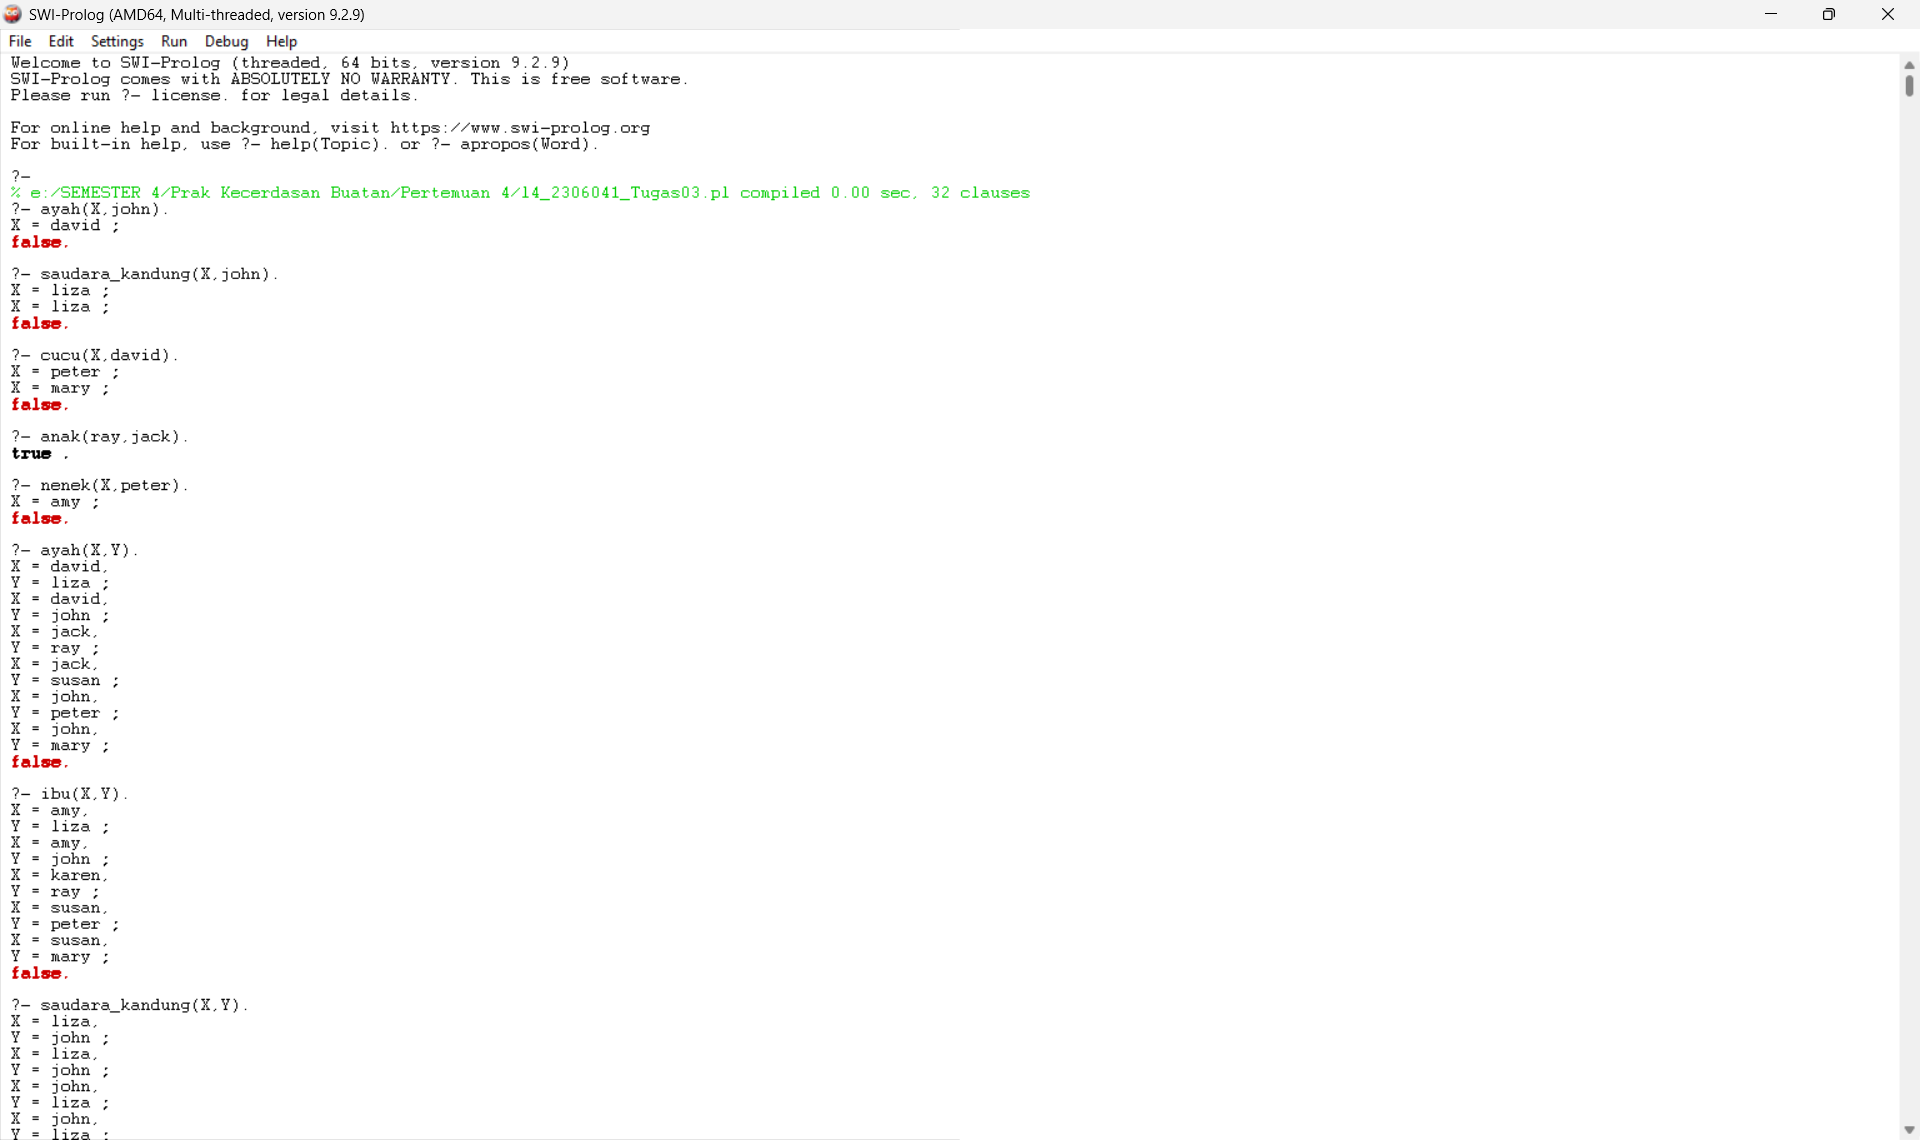 SWI-Prolog (AMD64, Multi-threaded, version 9.2.9)
File Edit Settings Run Debug Help
Welcome to SWI-Prolog (threaded, 64 bits, version 9.2.9)
SWI-Prolog comes with ABSOLUTELY NO WARRANTY. This is free software.
Please run ?- license. for legal details.
For online help and background, visit https://www.swi-prolog.org
For built-in help, use ?- help(Topic). or ?- apropos(Word).
?-
% e:/SEMESTER 4/Prak Kecerdasan Buatan/Pertemuan 4/14_2306041_Tugas03.pl compiled 0.00 sec, 32 clauses
?- ayah(X,john).
X = david ;
false.
?- saudara_kandung(X,john).
X = liza ;
X = liza ;
false.
?- cucu(X,david).
X = peter ;
X = mary ;
false.
?- anak(ray,jack).
true .
?- nenek(X,peter).
X = amy ;
false.
?- ayah(X,Y).
X = david,
Y = liza ;
X = david,
Y = john ;
X = jack,
Y = ray ;
X = jack,
Y = susan ;
X = john,
Y = peter ;
X = john,
Y = mary ;
false.
?- ibu(X,Y).
X = amy,
Y = liza ;
X = amy,
Y = john ;
X = karen,
Y = ray ;
X = susan,
Y = peter ;
X = susan,
Y = mary ;
false.
?- saudara_kandung(X,Y).
X = liza,
Y = john ;
X = liza,
Y = john ;
X = john,
Y = liza ;
X = john,
Y = liza ;